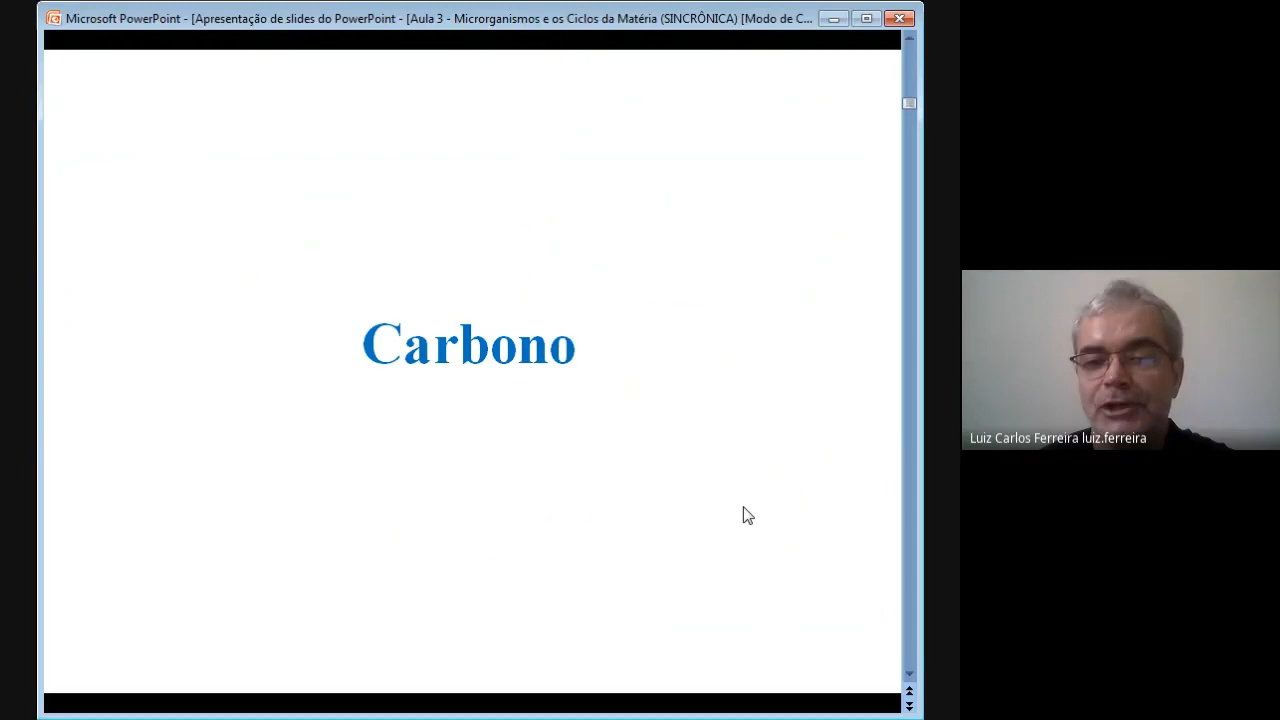 Microsoft PowerPoint - [Apresentação de slides do PowerPoint - [Aula 3 - Microrganismos e os Ciclos da Matéria (SINCRÔNICA) [Modo de C...
Carbono
Luiz Carlos Ferreira luiz.ferreira